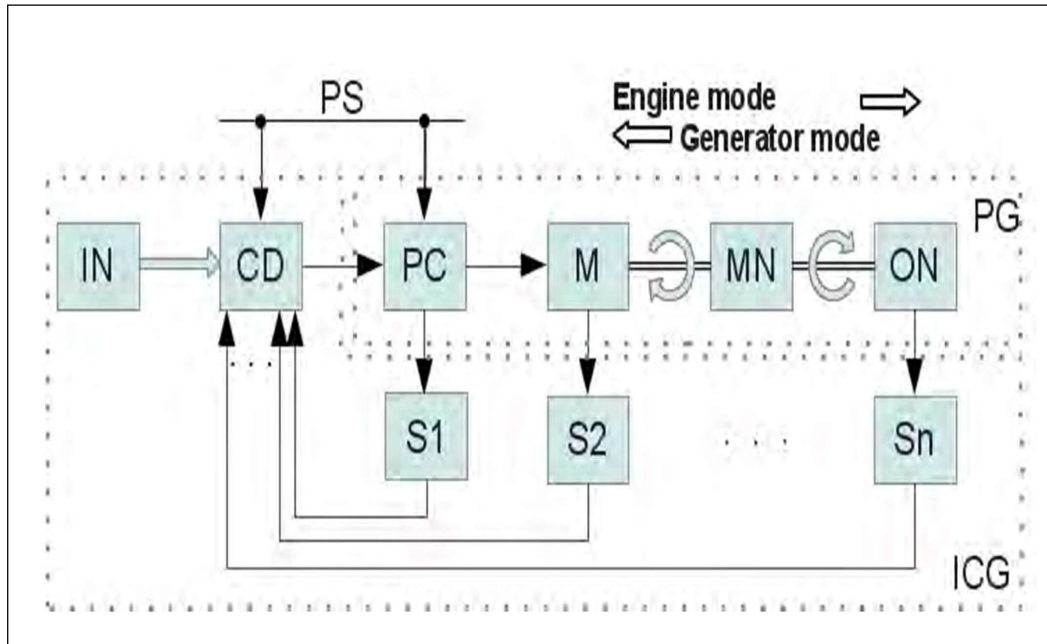 PS
Engine mode
Generator mode
PG
IN
CD
PC
M
MN
ON
. . .
S1
S2
. . .
Sn
ICG